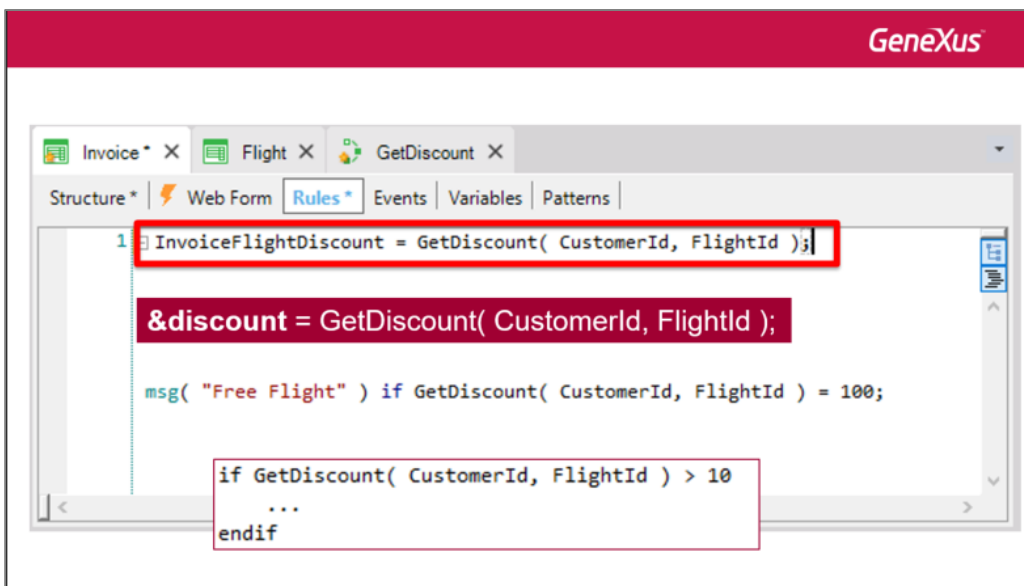 GeneXus
Invoice * X Flight X GetDiscount X
Structure * Web Form Rules * Events Variables Patterns
1 InvoiceFlightDiscount = GetDiscount( CustomerId, FlightId );
&discount = GetDiscount( CustomerId, FlightId );
msg( "Free Flight" ) if GetDiscount( CustomerId, FlightId ) = 100;
if GetDiscount( CustomerId, FlightId ) > 10
...
endif